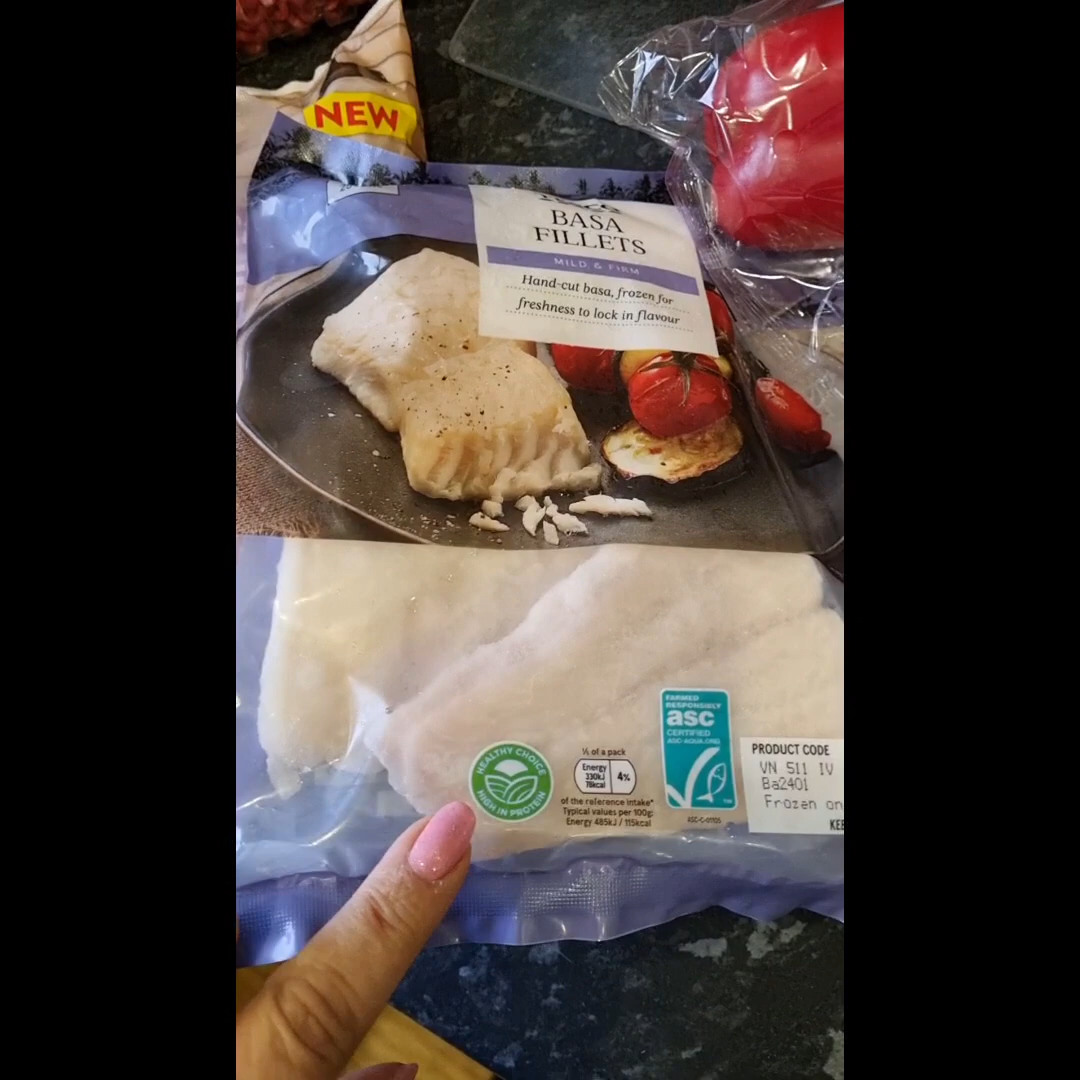 NEW
BASA
FILLETS
MILD & FIRM
Hand-cut basa, frozen for
freshness to lock in flavour
HEALTHY CHOICE
HIGH IN PROTEIN
of a pack
Energy
330kJ
78kcal
4%
of the reference intake*
Typical values per 100g:
Energy 485kJ / 115kcal
FARMED
RESPONSIBLY
asc
CERTIFIED
ASC-AQUA.ORG
TM
PRODUCT CODE
VN 511 IV
Ba2401
Frozen on